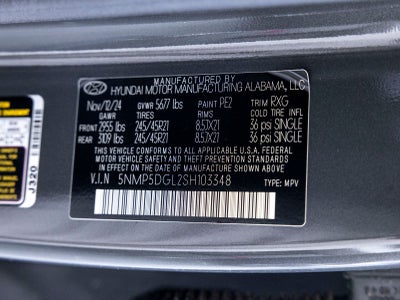 HYUNDAI MOTOR MANUFACTURING ALABAMA, LLC
Nov/12/24 GVWR 5677 lbs PAINT PE2 TRIM RXG
GAWR TIRES RIMS COLD TIRE INFL
FRONT 2955 lbs 245/45R21 8.5JX21 36 psi SINGLE
REAR 3109 lbs 245/45R21 8.5JX21 36 psi SINGLE
THIS VEHICLE CONFORMS TO ALL APPLICABLE U.S.A. FEDERAL
MOTOR VEHICLE SAFETY AND THEFT PREVENTION STANDARDS
IN EFFECT ON THE DATE OF MANUFACTURE SHOWN ABOVE
V.I.N 5NMP5DGL2SH103348 TYPE: MPV
J320